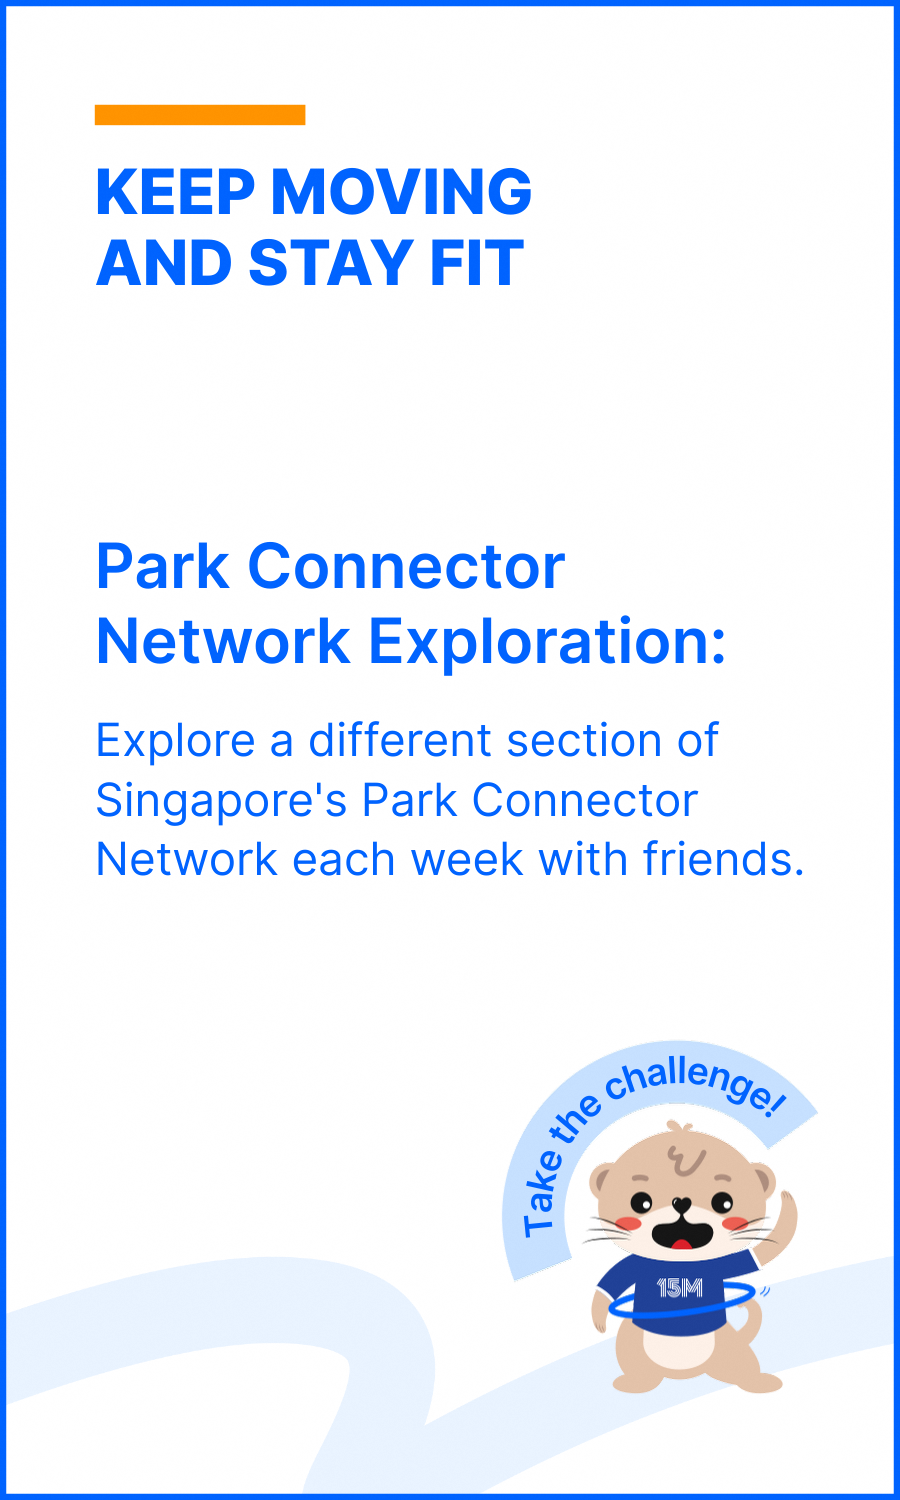 KEEP MOVING
AND STAY FIT
Park Connector
Network Exploration:
Explore a different section of
Singapore's Park Connector
Network each week with friends.
Take the challenge!
15M